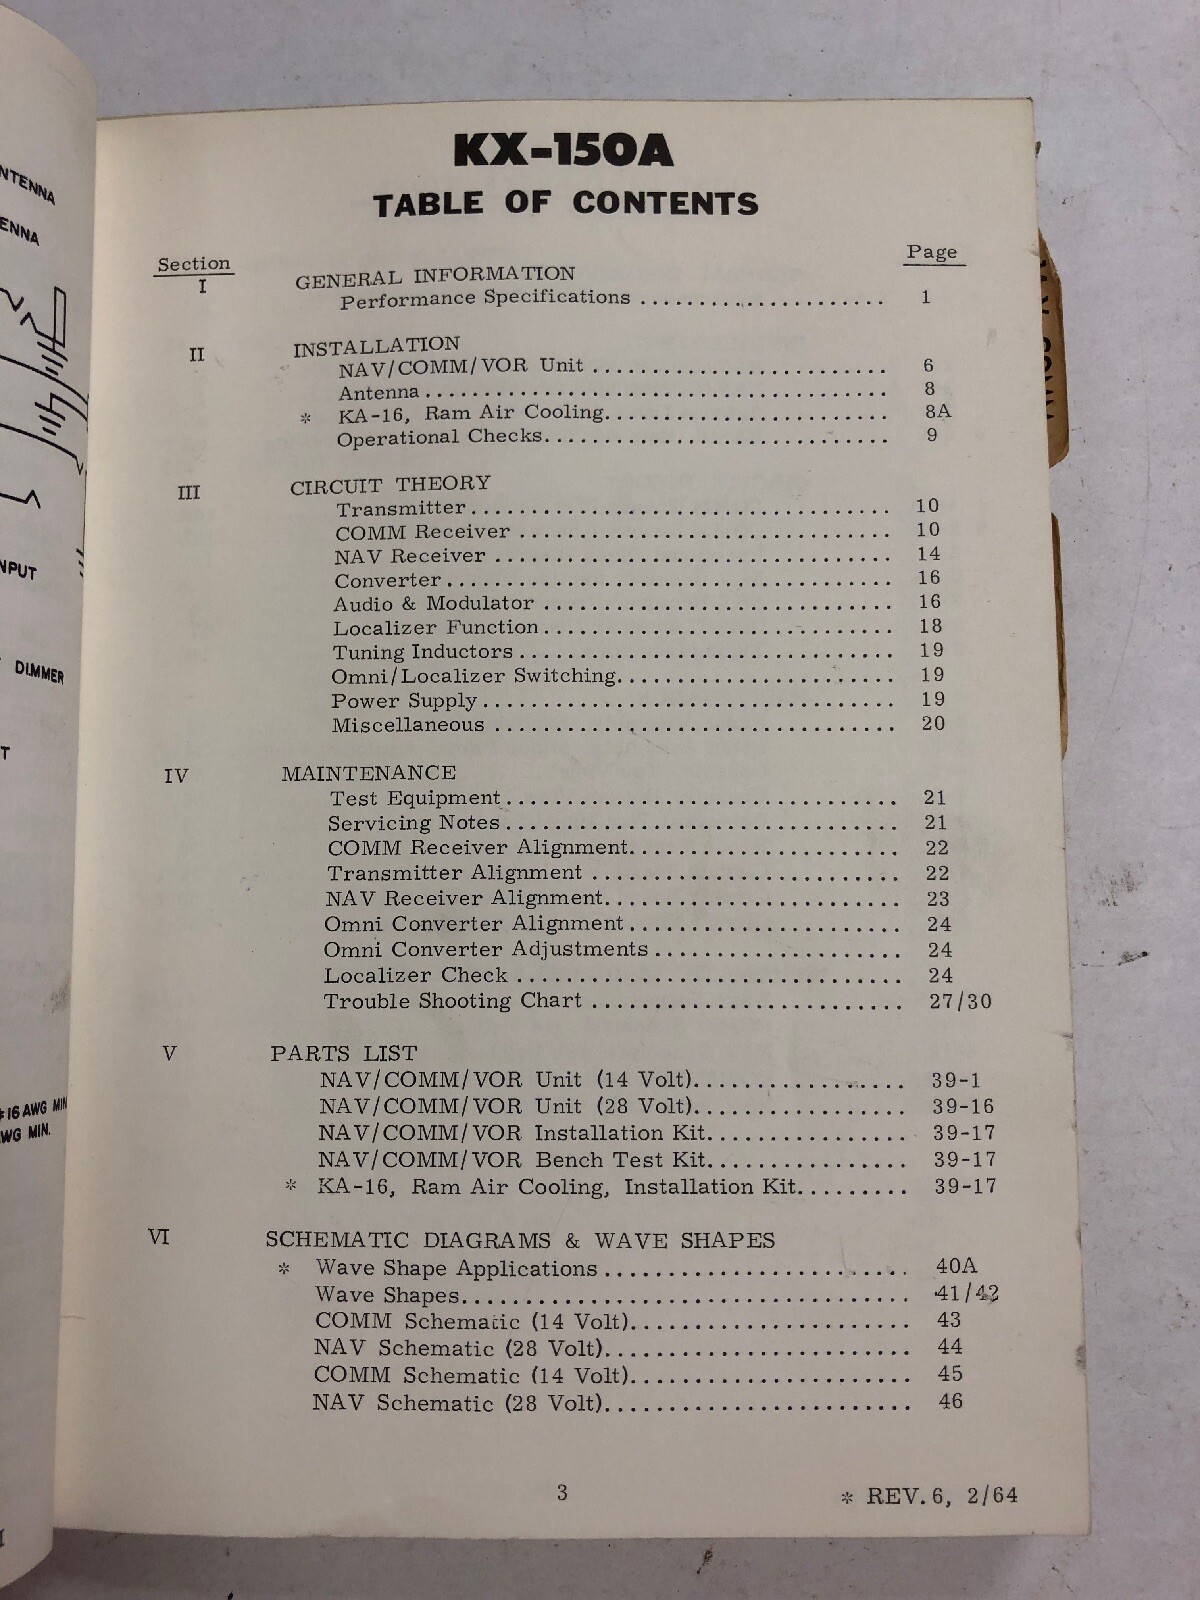 NTENNA
ENNA
NPUT
DIMMER
T
#16 AWG MIN
WG MIN.
KX-150A
TABLE OF CONTENTS
Section Page
I GENERAL INFORMATION
Performance Specifications ....................... 1
II INSTALLATION
NAV/COMM/VOR Unit ............................ 6
Antenna............................................ 8
* KA-16, Ram Air Cooling........................... 8A
Operational Checks................................. 9
III CIRCUIT THEORY
Transmitter........................................ 10
COMM Receiver ................................... 10
NAV Receiver ...................................... 14
Converter.......................................... 16
Audio & Modulator ................................. 16
Localizer Function................................. 18
Tuning Inductors................................... 19
Omni/Localizer Switching.......................... 19
Power Supply....................................... 19
Miscellaneous ...................................... 20
IV MAINTENANCE
Test Equipment..................................... 21
Servicing Notes..................................... 21
COMM Receiver Alignment.......................... 22
Transmitter Alignment ............................. 22
NAV Receiver Alignment............................ 23
Omni Converter Alignment.......................... 24
Omni Converter Adjustments........................ 24
Localizer Check .................................... 24
Trouble Shooting Chart ............................. 27/30
V PARTS LIST
NAV/COMM/VOR Unit (14 Volt)................. 39-1
NAV/COMM/VOR Unit (28 Volt)................. 39-16
NAV/COMM/VOR Installation Kit................ 39-17
NAV/COMM/VOR Bench Test Kit................ 39-17
* KA-16, Ram Air Cooling, Installation Kit......... 39-17
VI SCHEMATIC DIAGRAMS & WAVE SHAPES
* Wave Shape Applications.......................... 40A
Wave Shapes....................................... 41/42
COMM Schematic (14 Volt)........................ 43
NAV Schematic (28 Volt).......................... 44
COMM Schematic (14 Volt)........................ 45
NAV Schematic (28 Volt).......................... 46
3
* REV. 6, 2/64